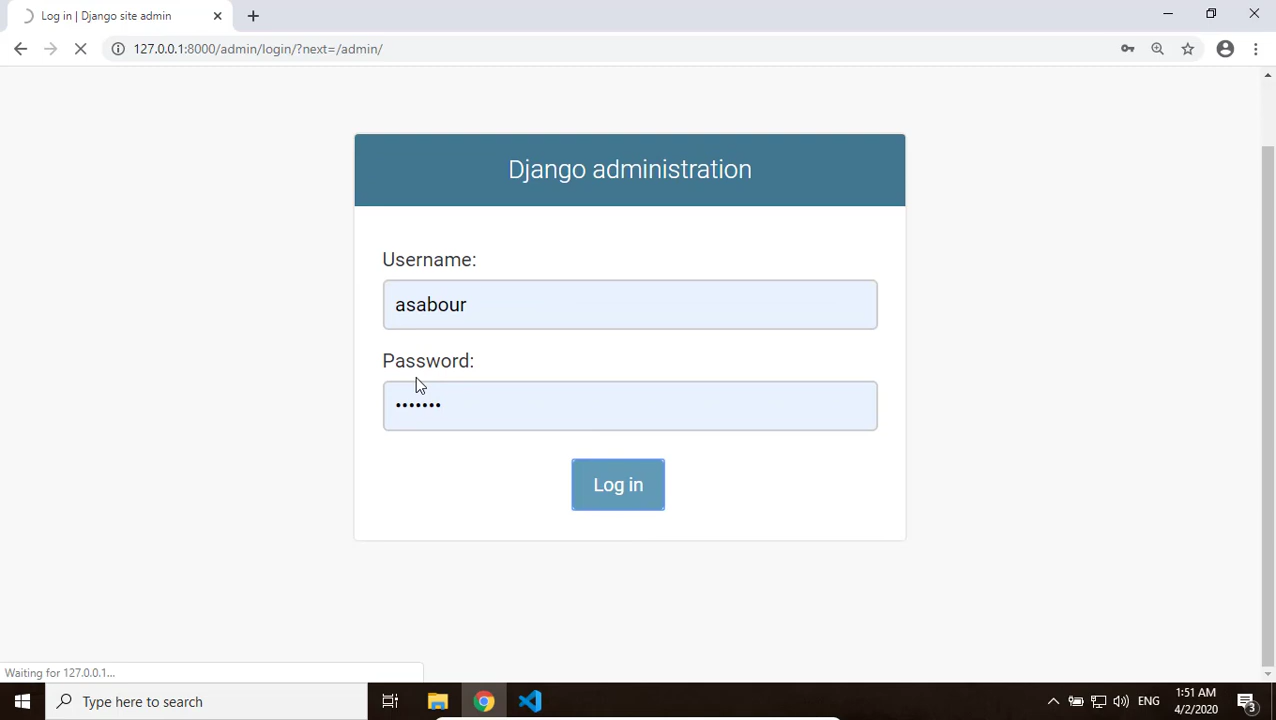 Log in | Django site admin
127.0.0.1:8000/admin/login/?next=/admin/
Django administration
Username:
asabour
Password:
•••••••
Log in
Waiting for 127.0.0.1...
Type here to search
ENG
1:51 AM
4/2/2020
3